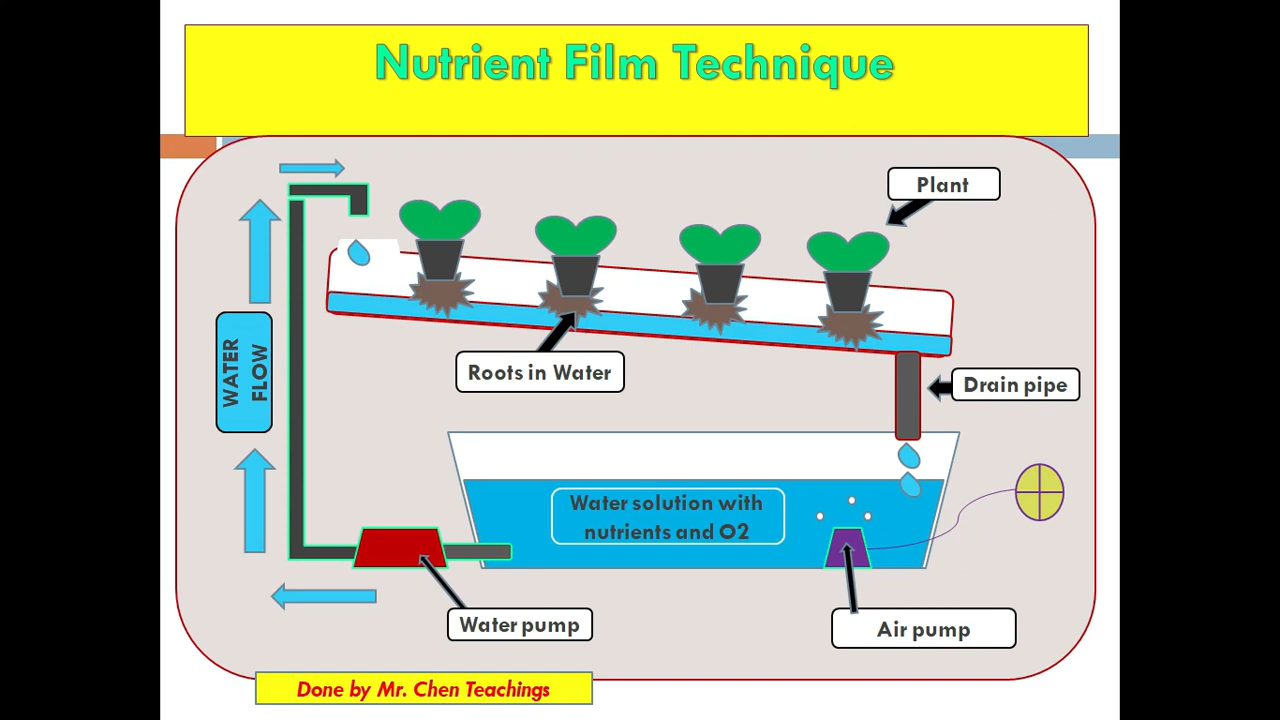 Nutrient Film Technique
Plant
WATER
FLOW
Roots in Water
Drain pipe
Water solution with
nutrients and O2
Water pump
Air pump
Done by Mr. Chen Teachings